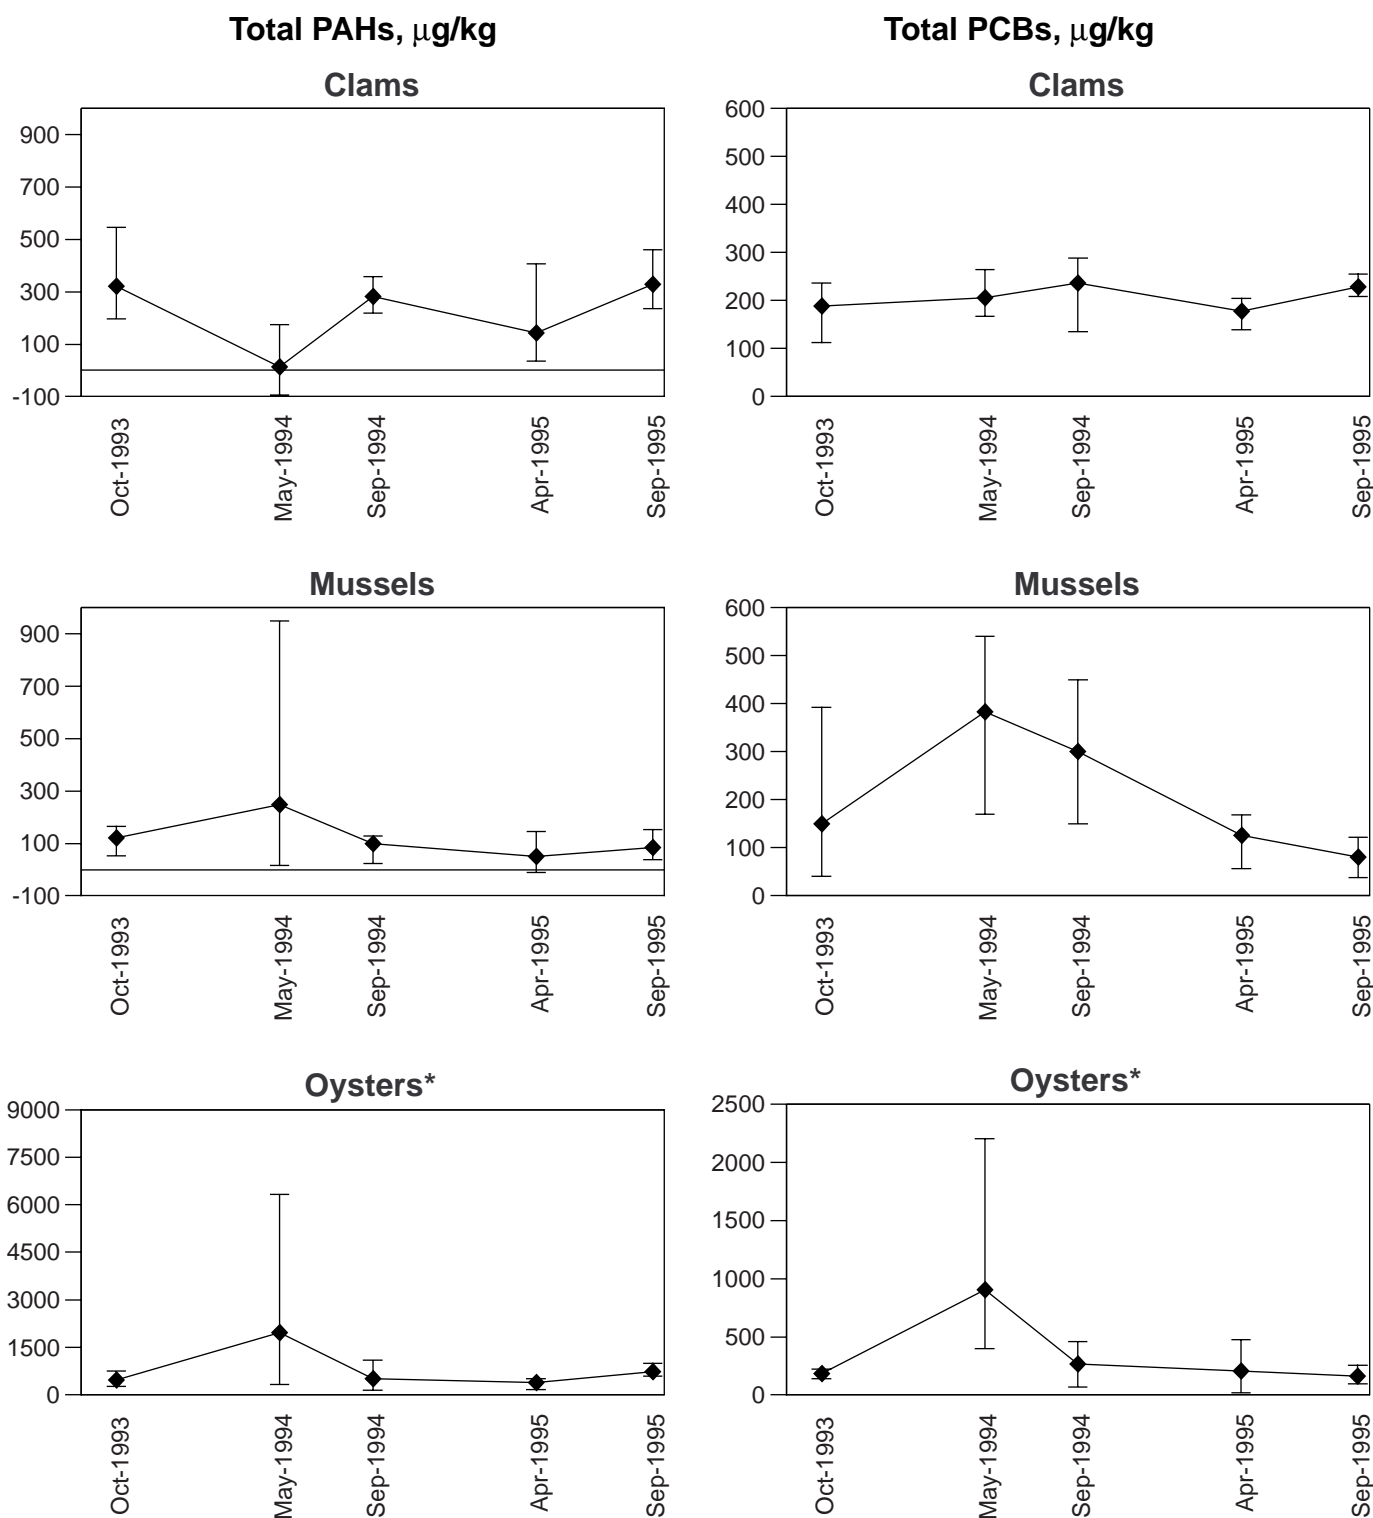 Total PAHs, μg/kg
Total PCBs, μg/kg
Clams
900
700
500
300
100
-100
Oct-1993
May-1994
Sep-1994
Apr-1995
Sep-1995
Clams
600
500
400
300
200
100
0
Oct-1993
May-1994
Sep-1994
Apr-1995
Sep-1995
Mussels
900
700
500
300
100
-100
Oct-1993
May-1994
Sep-1994
Apr-1995
Sep-1995
Mussels
600
500
400
300
200
100
0
Oct-1993
May-1994
Sep-1994
Apr-1995
Sep-1995
Oysters*
9000
7500
6000
4500
3000
1500
0
Oct-1993
May-1994
Sep-1994
Apr-1995
Sep-1995
Oysters*
2500
2000
1500
1000
500
0
Oct-1993
May-1994
Sep-1994
Apr-1995
Sep-1995